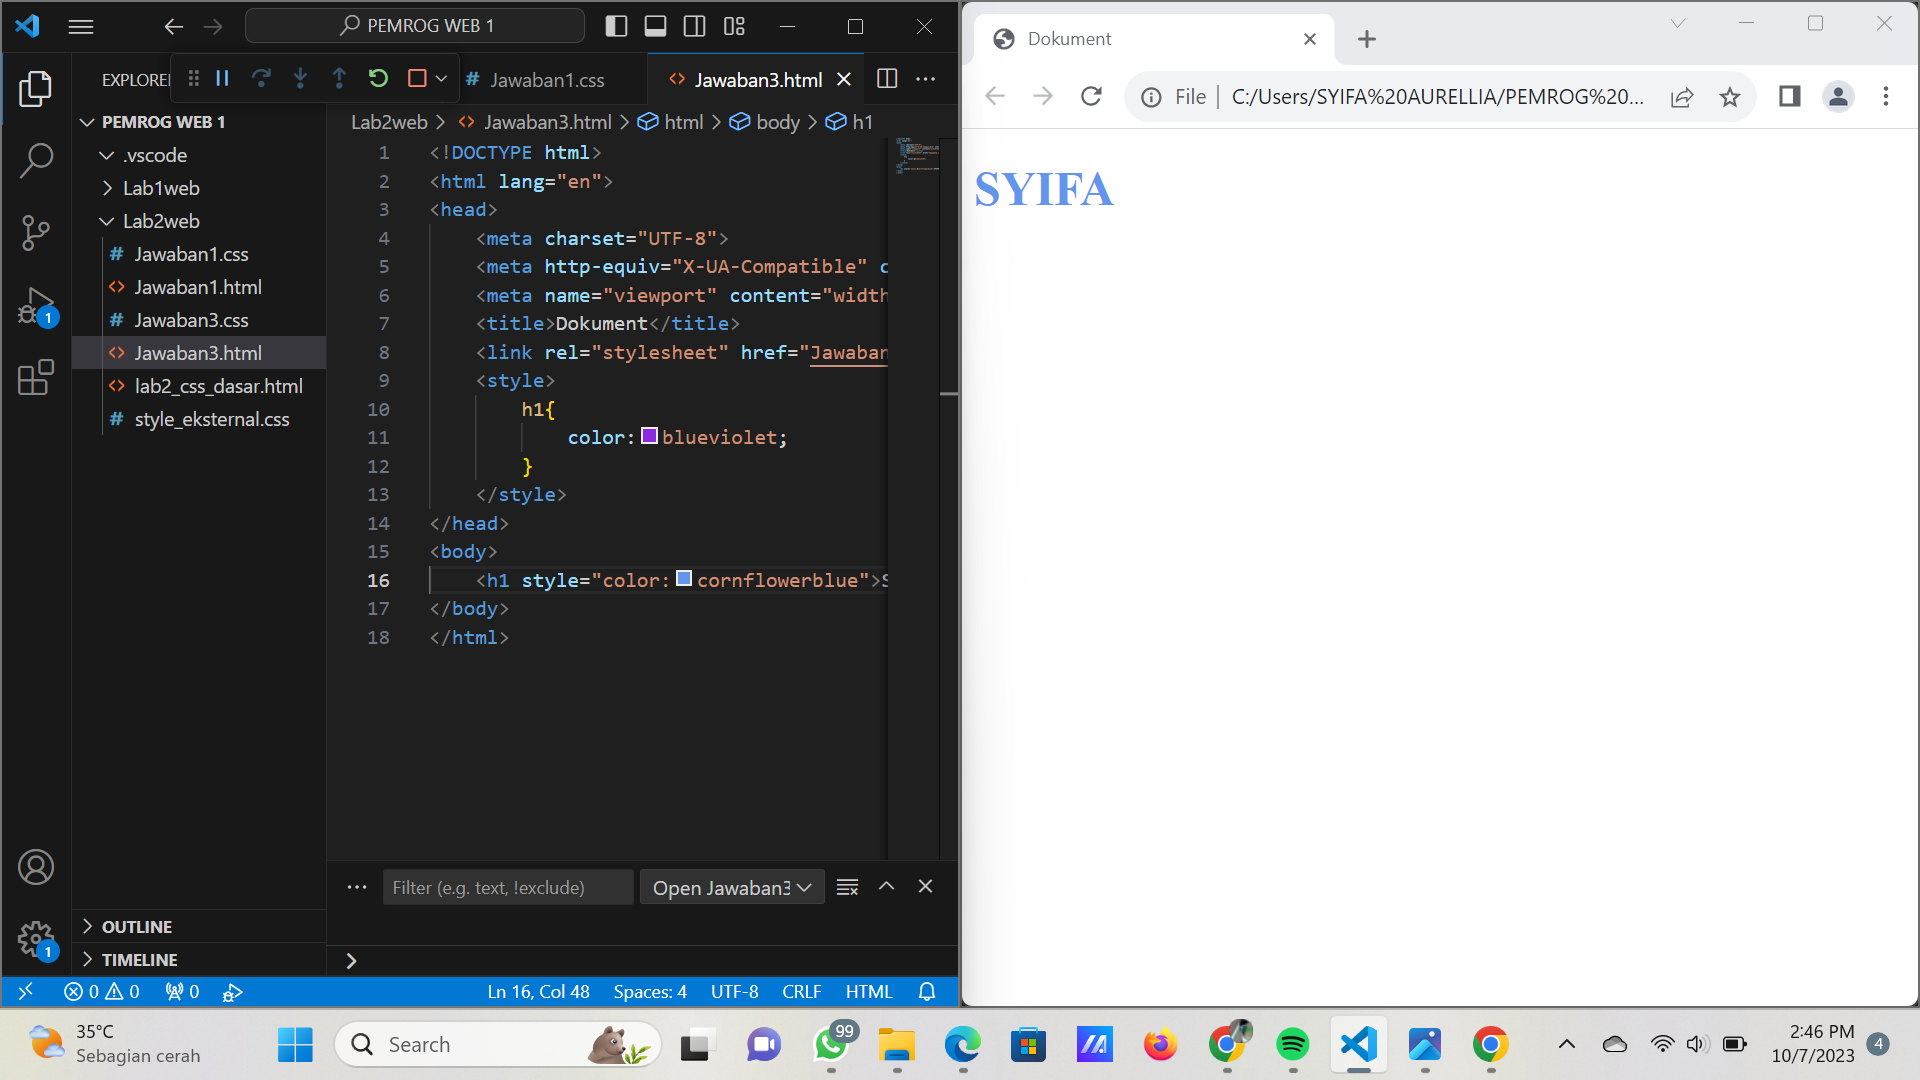 PEMROG WEB 1
EXPLORE
Jawaban1.css
Jawaban3.html
PEMROG WEB 1
.vscode
Lab1web
Lab2web
Jawaban1.css
Jawaban1.html
Jawaban3.css
Jawaban3.html
lab2_css_dasar.html
style_eksternal.css
1
OUTLINE
TIMELINE
1
Lab2web > Jawaban3.html > html > body > h1
1 <!DOCTYPE html>
2 <html lang="en">
3 <head>
4 <meta charset="UTF-8">
5 <meta http-equiv="X-UA-Compatible" c
6 <meta name="viewport" content="width
7 <title>Dokument</title>
8 <link rel="stylesheet" href="Jawaban
9 <style>
10 h1{
11 color: blueviolet;
12 }
13 </style>
14 </head>
15 <body>
16 <h1 style="color: cornflowerblue">S
17 </body>
18 </html>
Filter (e.g. text, !exclude)
Open Jawaban3
0 0 0
Ln 16, Col 48 Spaces: 4 UTF-8 CRLF HTML
Dokument
File | C:/Users/SYIFA%20AURELLIA/PEMROG%20...
SYIFA
35°C
Sebagian cerah
Search
99
2:46 PM
10/7/2023
4